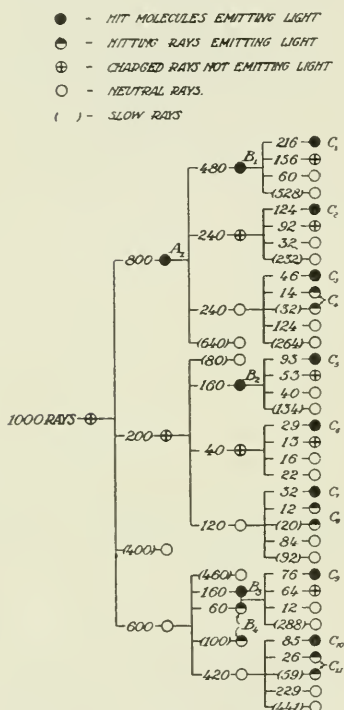 - HIT MOLECULES EMITTING LIGHT
- HITTING RAYS EMITTING LIGHT
- CHARGED RAYS NOT EMITTING LIGHT
- NEUTRAL RAYS.
( ) - SLOW RAYS
216 C1
480 B1 156
60
(328)
124 C2
240 92
32
800 A1 (232)
46 C3
14
240 (32) C4
124
(640) (264)
(80) 93 C5
160 B2 53
40
(134)
1000 RAYS 29 C6
200 40 13
16
22
32 C7
12
120 (20) C8
84
(400) (92)
(460) 76 C9
160 B3 64
60 12
600 B4 (288)
(100) 85 C10
26
420 (59) C11
229
(441)